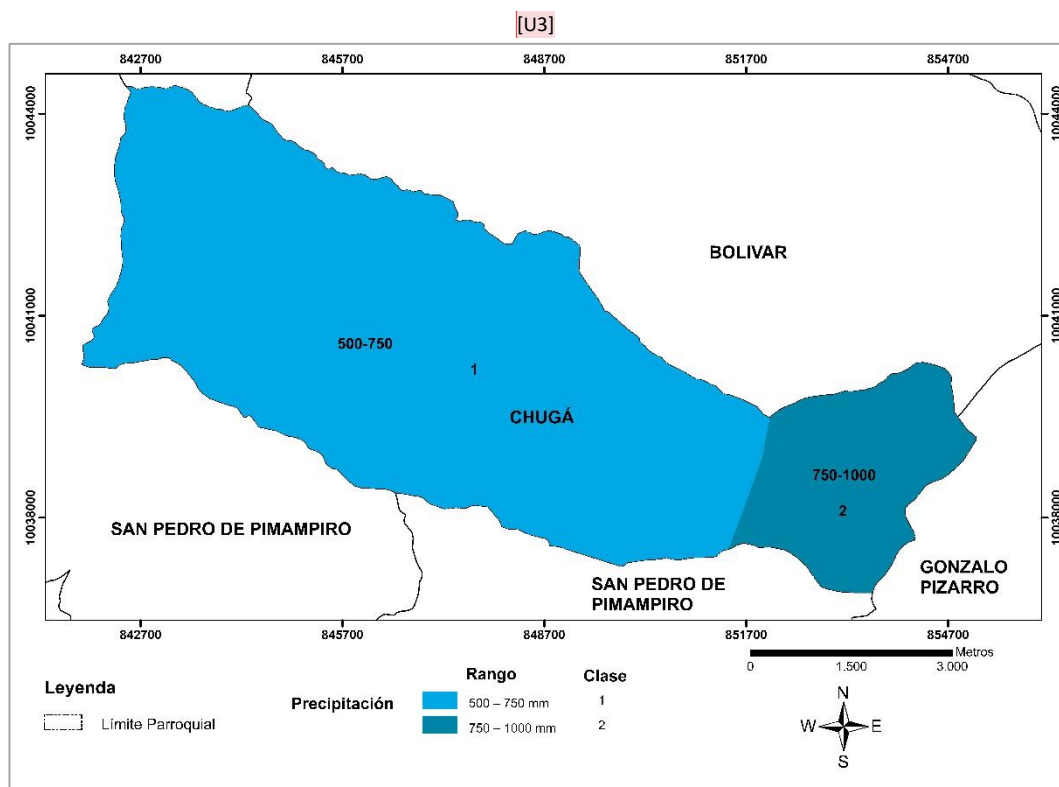 [U3]
842700 845700 848700 851700 854700
10044000 10044000
BOLIVAR
10041000 10041000
500-750
1
CHUGÁ
750-1000
2
10038000 10038000
SAN PEDRO DE PIMAMPIRO
SAN PEDRO DE
PIMAMPIRO
GONZALO
PIZARRO
842700 845700 848700 851700 854700
Metros
0 1.500 3.000
Leyenda
Límite Parroquial
Rango Clase
Precipitación
500 – 750 mm 1
750 – 1000 mm 2
N
W E
S